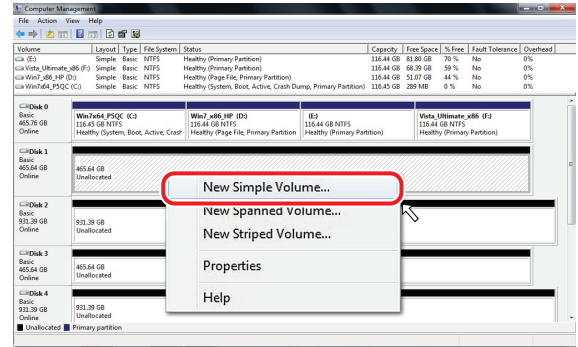 Computer Management
File Action View Help
Volume Layout Type File System Status Capacity Free Space % Free Fault Tolerance Overhead
(E:) Simple Basic NTFS Healthy (Primary Partition) 116.44 GB 81.80 GB 70 % No 0%
Vista_Ultimate_x86 (F:) Simple Basic NTFS Healthy (Primary Partition) 116.44 GB 68.39 GB 59 % No 0%
Win7_x86_HP (D:) Simple Basic NTFS Healthy (Page File, Primary Partition) 116.44 GB 51.07 GB 44 % No 0%
Win7x64_P5QC (C:) Simple Basic NTFS Healthy (System, Boot, Active, Crash Dump, Primary Partition) 116.45 GB 289 MB 0 % No 0%
Disk 0
Basic
465.76 GB
Online
Win7x64_P5QC (C:)
116.45 GB NTFS
Healthy (System, Boot, Active, Crash
Win7_x86_HP (D:)
116.44 GB NTFS
Healthy (Page File, Primary Partition
(E:)
116.44 GB NTFS
Healthy (Primary Partition)
Vista_Ultimate_x86 (F:)
116.44 GB NTFS
Healthy (Primary Partition)
Disk 1
Basic
465.64 GB
Online
465.64 GB
Unallocated
New Simple Volume...
New Spanned Volume...
New Striped Volume...
Properties
Help
Disk 2
Basic
931.39 GB
Online
931.39 GB
Unallocated
Disk 3
Basic
465.64 GB
Online
465.64 GB
Unallocated
Disk 4
Basic
931.39 GB
Online
931.39 GB
Unallocated
Unallocated Primary partition